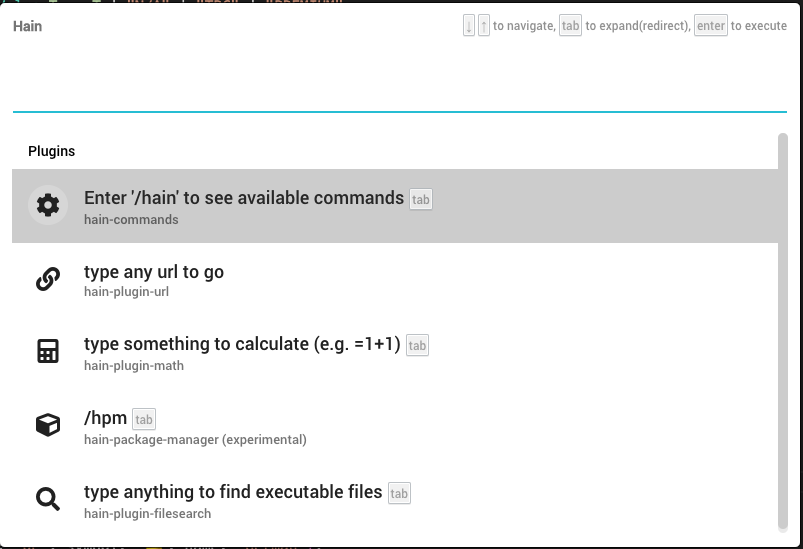 Hain
↓ ↑ to navigate, tab to expand(redirect), enter to execute
Plugins
Enter '/hain' to see available commands tab
hain-commands
type any url to go
hain-plugin-url
type something to calculate (e.g. =1+1) tab
hain-plugin-math
/hpm tab
hain-package-manager (experimental)
type anything to find executable files tab
hain-plugin-filesearch